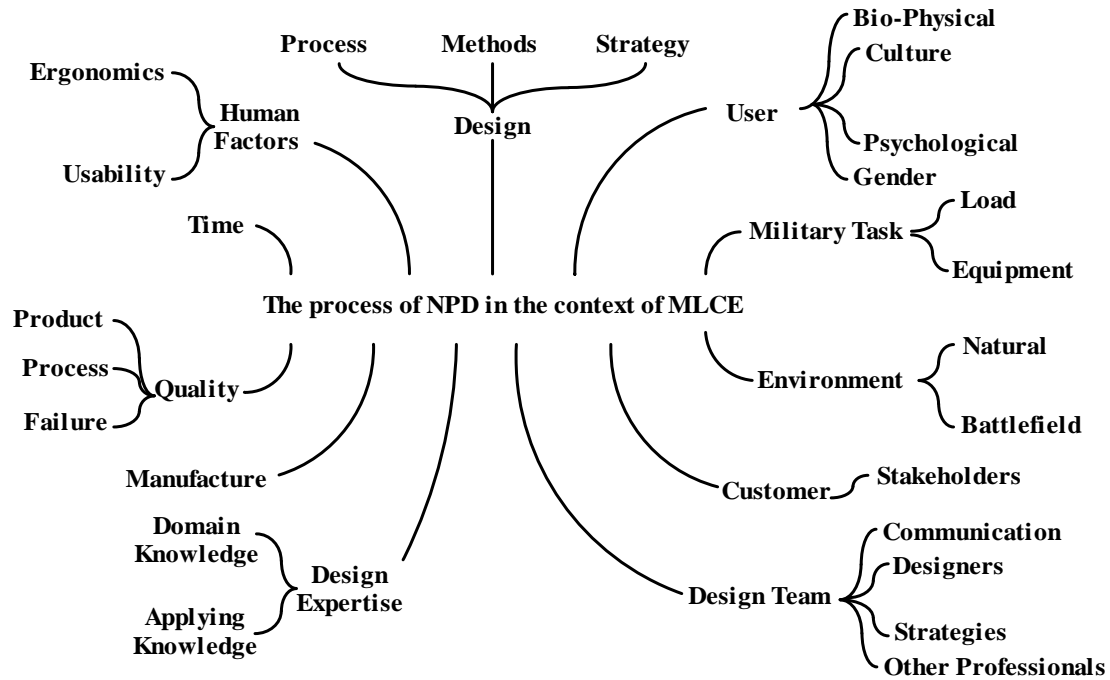 Bio-Physical
Process
Methods
Strategy
Culture
Ergonomics
Human
Factors
User
Design
Psychological
Usability
Gender
Load
Time
Military Task
Equipment
The process of NPD in the context of MLCE
Product
Natural
Process
Quality
Environment
Failure
Battlefield
Manufacture
Customer
Stakeholders
Domain
Knowledge
Communication
Designers
Design
Expertise
Design Team
Applying
Knowledge
Strategies
Other Professionals